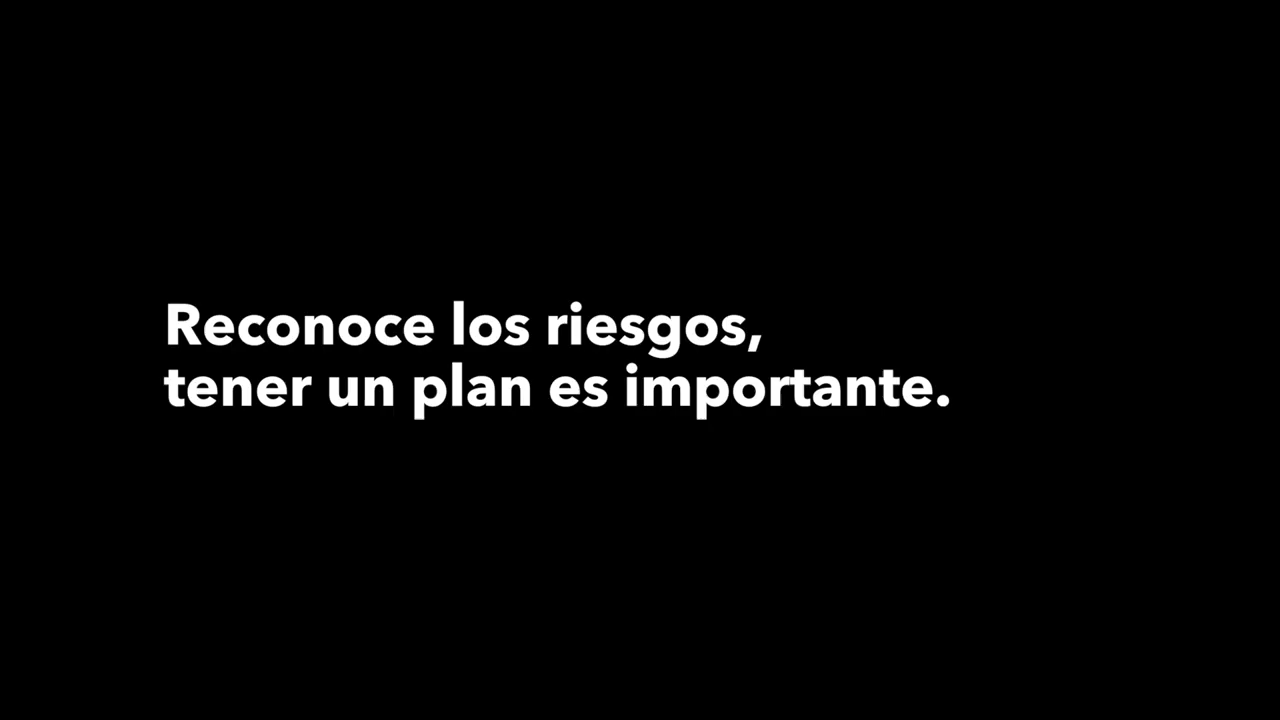 Reconoce los riesgos,
tener un plan es importante.